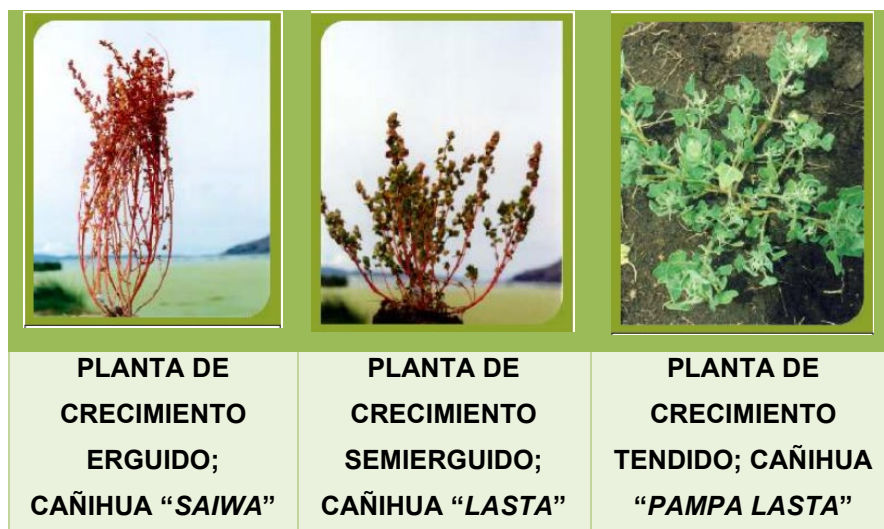 PLANTA DE
CRECIMIENTO
ERGUIDO;
CAÑIHUA “SAIWA”
PLANTA DE
CRECIMIENTO
SEMIERGUIDO;
CAÑIHUA “LASTA”
PLANTA DE
CRECIMIENTO
TENDIDO; CAÑIHUA
“PAMPA LASTA”